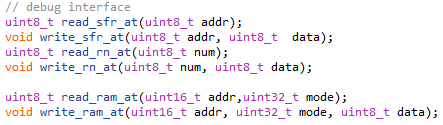 // debug interface
uint8_t read_sfr_at(uint8_t addr);
void write_sfr_at(uint8_t addr, uint8_t  data);
uint8_t read_rn_at(uint8_t num);
void write_rn_at(uint8_t num, uint8_t data);

uint8_t read_ram_at(uint16_t addr,uint32_t mode);
void write_ram_at(uint16_t addr, uint32_t mode, uint8_t data);